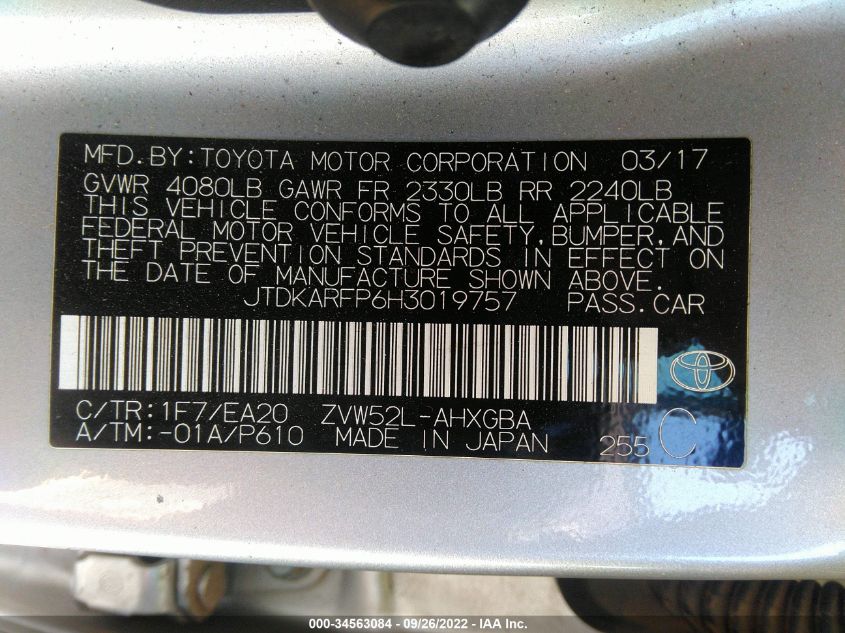 MFD.BY:TOYOTA MOTOR CORPORATION 03/17
GVWR 4080LB GAWR FR 2330LB RR 2240LB
THIS VEHICLE CONFORMS TO ALL APPLICABLE
FEDERAL MOTOR VEHICLE SAFETY,BUMPER,AND
THEFT PREVENTION STANDARDS IN EFFECT ON
THE DATE OF MANUFACTURE SHOWN ABOVE.
JTDKARFP6H3019757 PASS.CAR
C/TR:1F7/EA20 ZVW52L-AHXGBA
A/TM:-01A/P610 MADE IN JAPAN 255 C
000-34563084 - 09/26/2022 - IAA Inc.